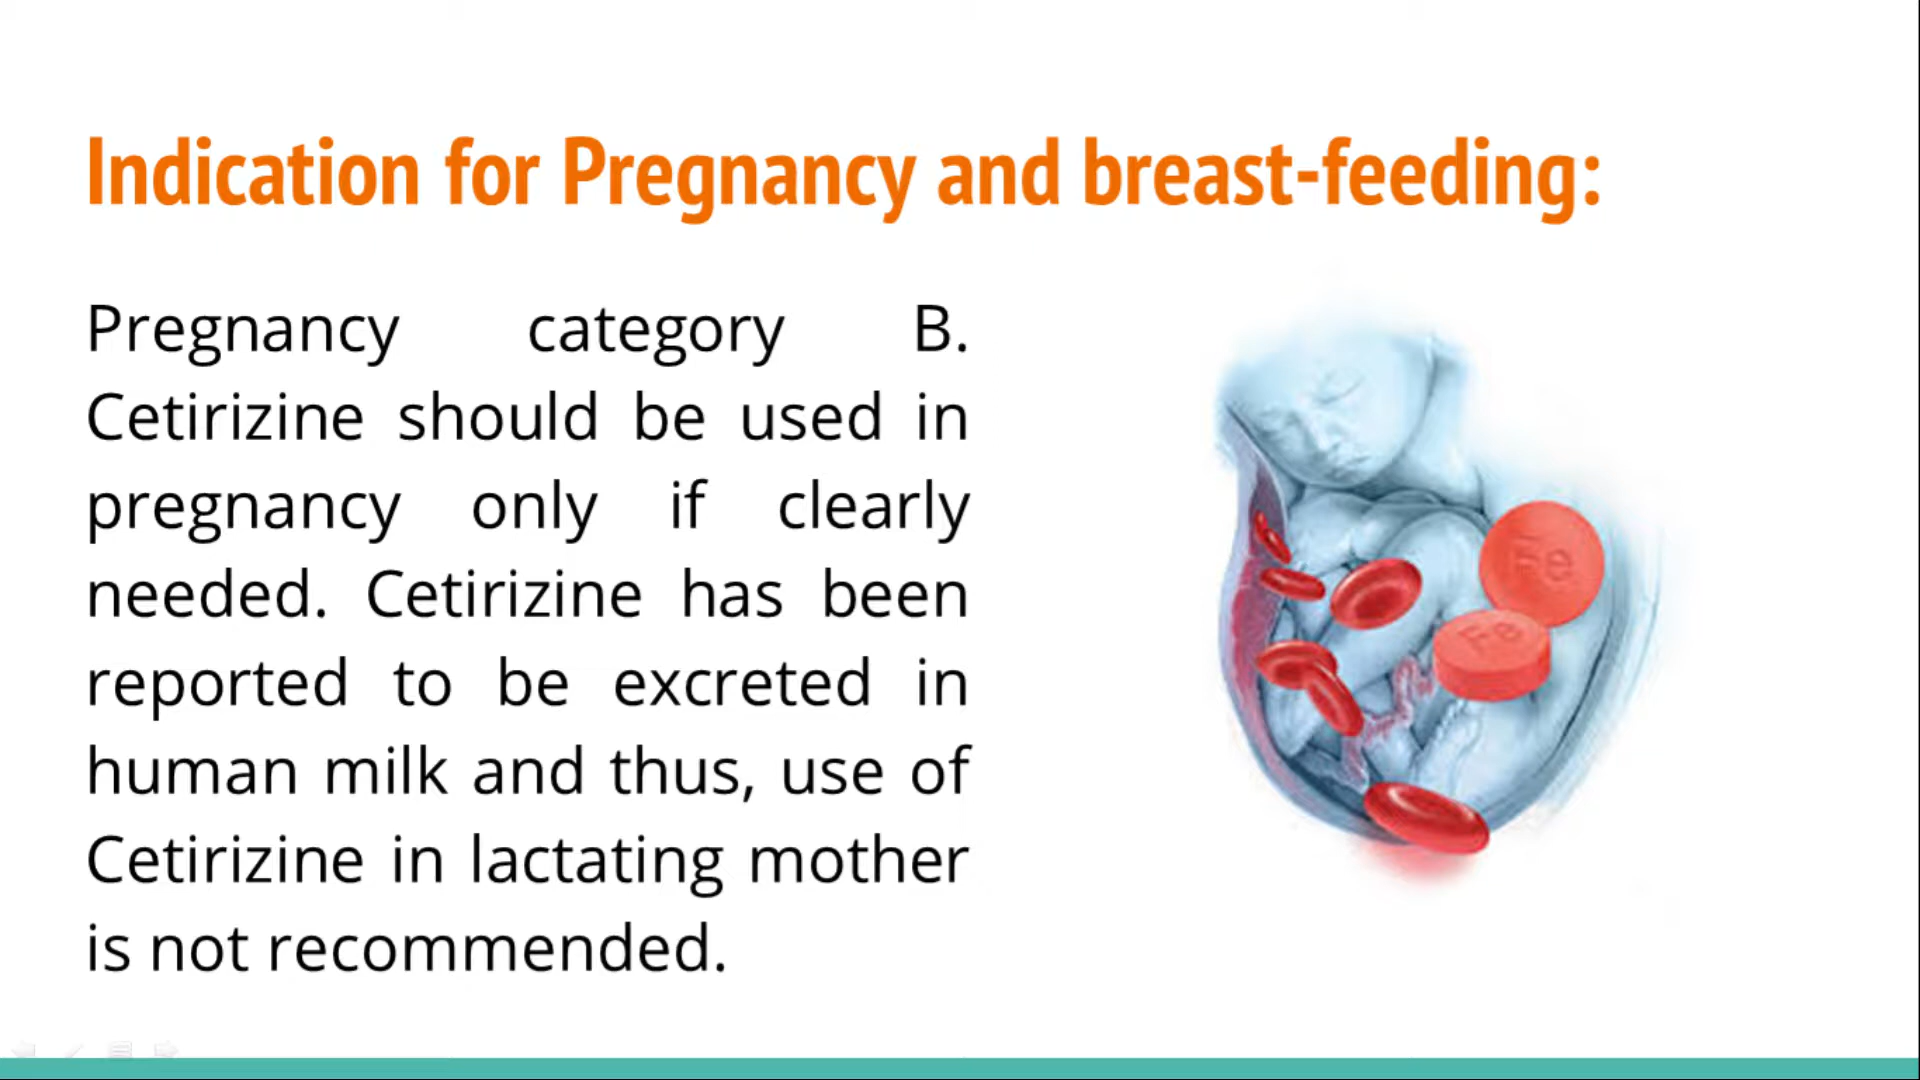 Indication for Pregnancy and breast-feeding:
Pregnancy category B.
Cetirizine should be used in
pregnancy only if clearly
needed. Cetirizine has been
reported to be excreted in
human milk and thus, use of
Cetirizine in lactating mother
is not recommended.
Fe
Fe